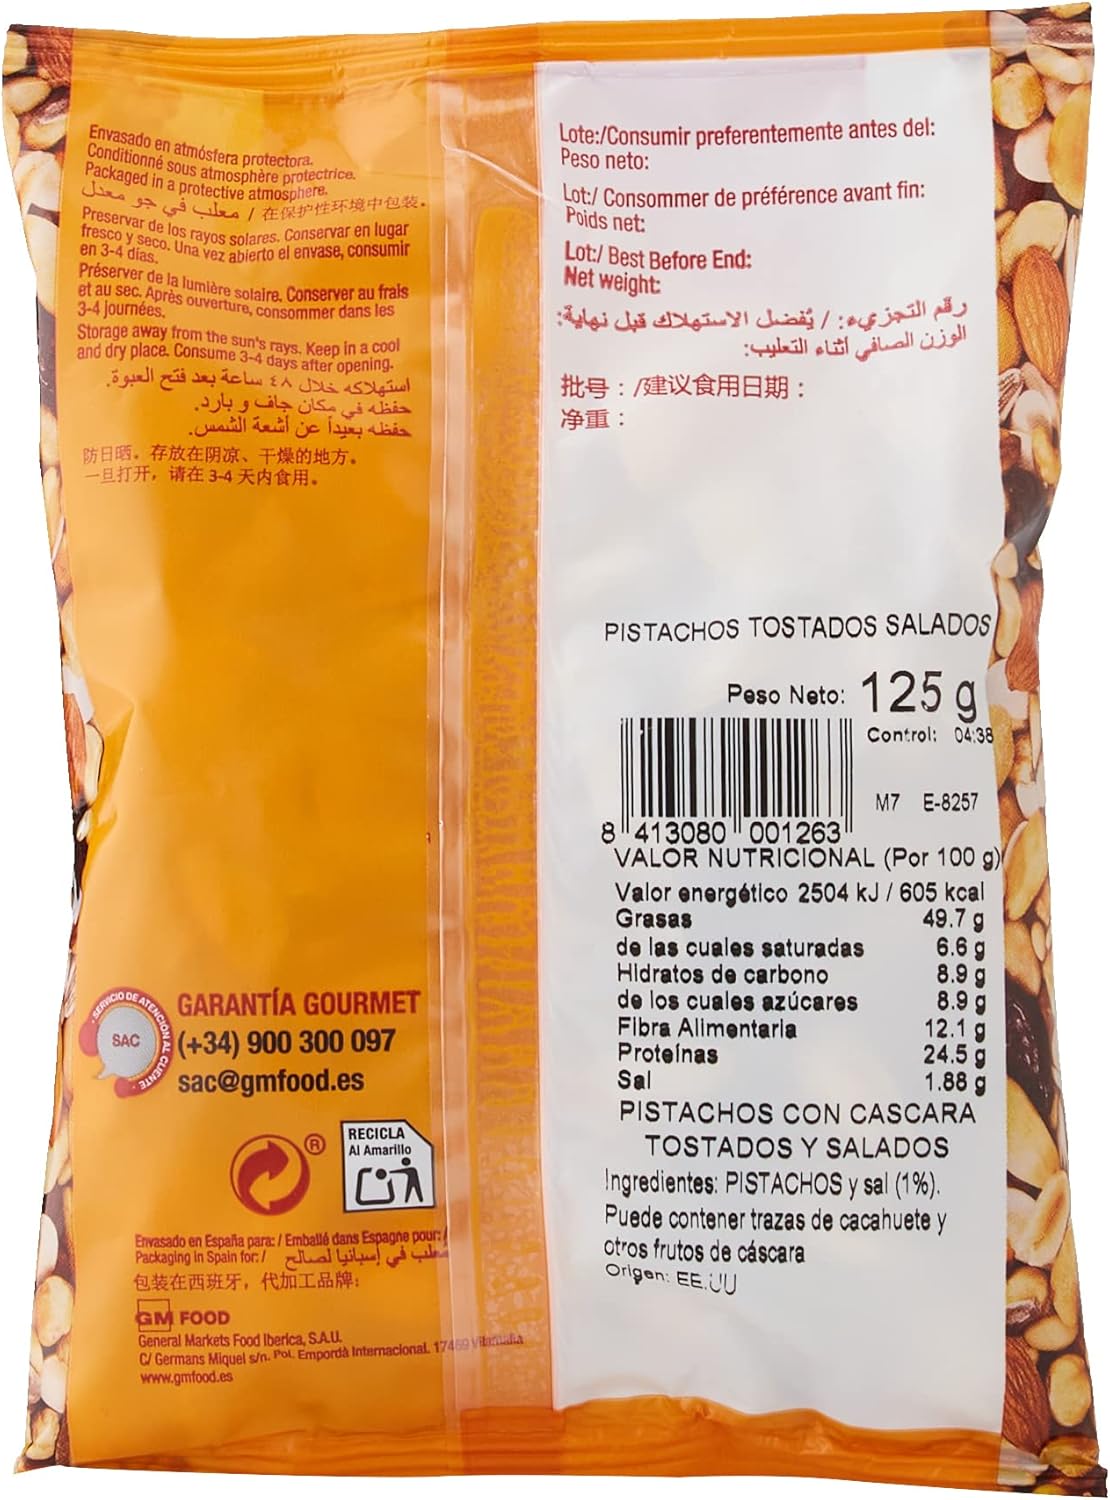 Envasado en atmósfera protectora.
Conditionné sous atmosphère protectrice.
Packaged in a protective atmosphere.
معلب في جو معدل / 在保护性环境中包装。
Preservar de los rayos solares. Conservar en lugar
fresco y seco. Una vez abierto el envase, consumir
en 3-4 días.
Préserver de la lumière solaire. Conserver au frais
et au sec. Après ouverture, consommer dans les
3-4 journées.
Storage away from the sun's rays. Keep in a cool
and dry place. Consume 3-4 days after opening.
استهلاكه خلال ٤٨ ساعة بعد فتح العبوة.
حفظه في مكان جاف و بارد.
حفظه بعيداً عن أشعة الشمس.
防日晒。存放在阴凉、干燥的地方。
一旦打开，请在 3-4 天内食用。
SERVICIO DE ATENCIÓN AL CLIENTE
SAC
GARANTÍA GOURMET
(+34) 900 300 097
sac@gmfood.es
®
RECICLA
Al Amarillo
Envasado en España para: / Emballé dans Espagne pour: /
Packaging in Spain for: / معلب في إسبانيا لصالح
包装在西班牙，代加工品牌：
GM FOOD
General Markets Food Iberica, S.A.U.
C/ Germans Miquel s/n. Pol. Empordà Internacional. 17469 Vilamalla
www.gmfood.es
Lote:/Consumir preferentemente antes del:
Peso neto:
Lot:/ Consommer de préférence avant fin:
Poids net:
Lot:/ Best Before End:
Net weight:
رقم التجزيء: / يُفضل الاستهلاك قبل نهاية:
الوزن الصافي أثناء التعليب:
批号：/建议食用日期：
净重：
PISTACHOS TOSTADOS SALADOS
Peso Neto: 125 g
Control: 04:38
M7 E-8257
8 413080 001263
VALOR NUTRICIONAL (Por 100 g)
Valor energético 2504 kJ / 605 kcal
Grasas 49.7 g
de las cuales saturadas 6.6 g
Hidratos de carbono 8.9 g
de los cuales azúcares 8.9 g
Fibra Alimentaria 12.1 g
Proteínas 24.5 g
Sal 1.88 g
PISTACHOS CON CASCARA
TOSTADOS Y SALADOS
Ingredientes: PISTACHOS y sal (1%).
Puede contener trazas de cacahuete y
otros frutos de cáscara
Origen: EE.UU